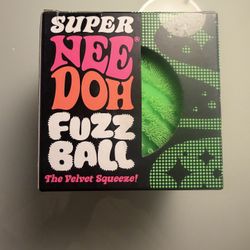 SUPER
NEE
DOH®
FUZZ
BALL
The Velvet Squeeze!